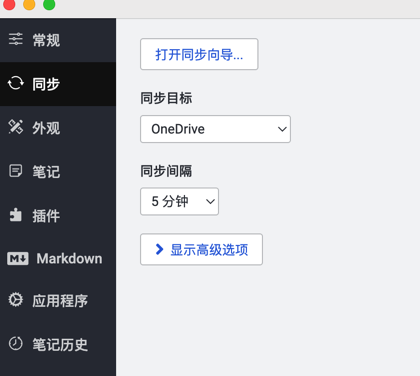 常规
同步
外观
笔记
插件
M↓ Markdown
应用程序
笔记历史
打开同步向导...
同步目标
OneDrive
同步间隔
5 分钟
显示高级选项